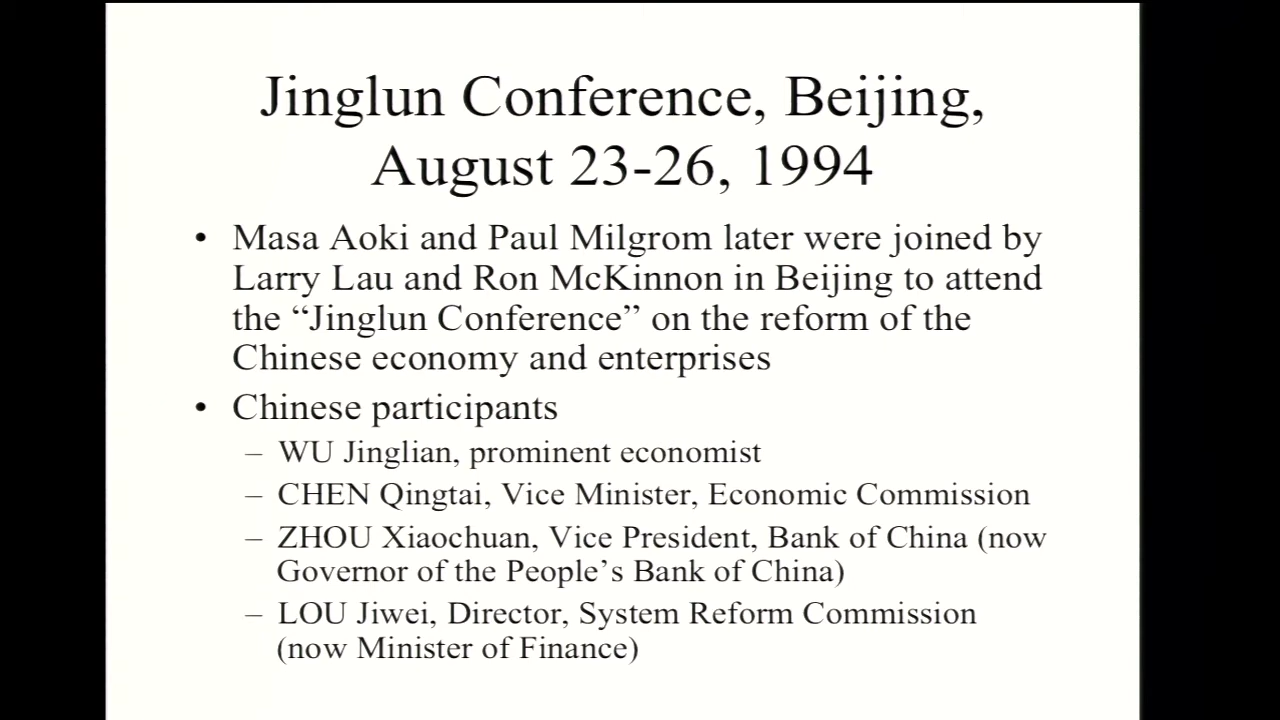 Jinglun Conference, Beijing,
August 23-26, 1994
• Masa Aoki and Paul Milgrom later were joined by
Larry Lau and Ron McKinnon in Beijing to attend
the “Jinglun Conference” on the reform of the
Chinese economy and enterprises
• Chinese participants
– WU Jinglian, prominent economist
– CHEN Qingtai, Vice Minister, Economic Commission
– ZHOU Xiaochuan, Vice President, Bank of China (now
Governor of the People’s Bank of China)
– LOU Jiwei, Director, System Reform Commission
(now Minister of Finance)